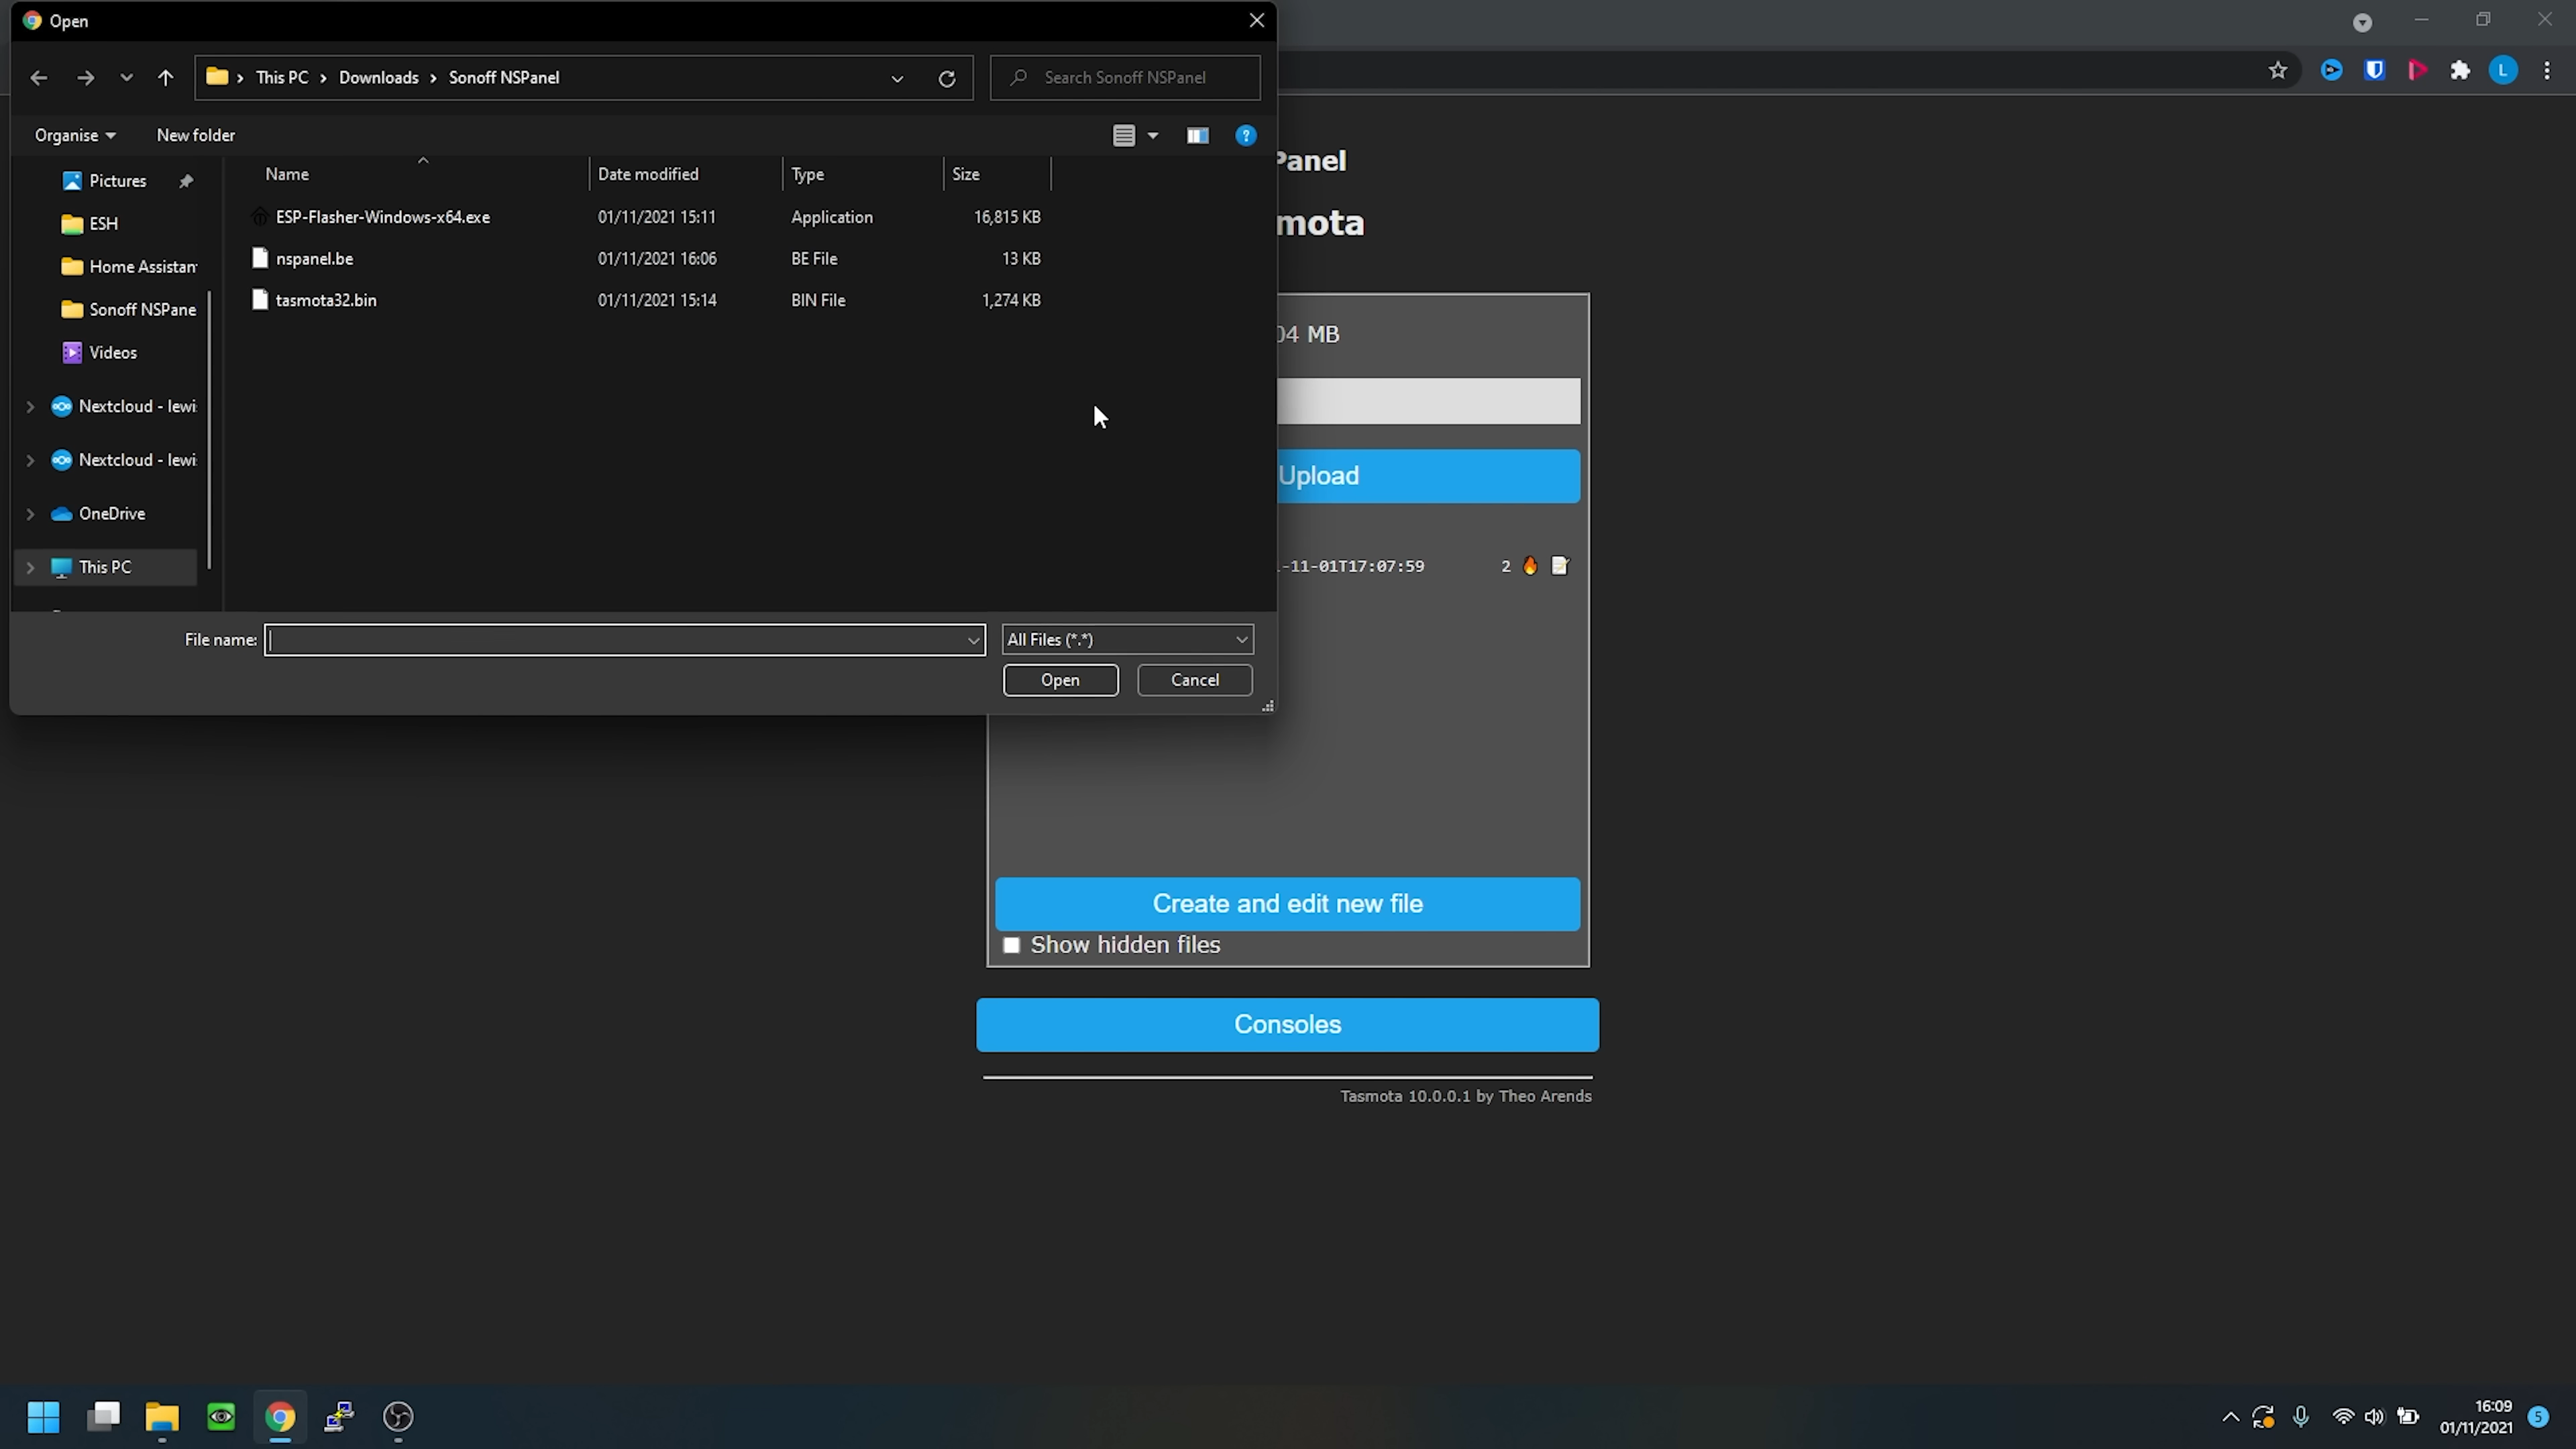 Open
This PC
Downloads
Sonoff NSPanel
Search Sonoff NSPanel
Organise
New folder
Name
Date modified
Type
Size
ESP-Flasher-Windows-x64.exe 01/11/2021 15:11 Application 16,815 KB
nspanel.be 01/11/2021 16:06 BE File 13 KB
tasmota32.bin 01/11/2021 15:14 BIN File 1,274 KB
Pictures
ESH
Home Assistan
Sonoff NSPane
Videos
Nextcloud - lewi
Nextcloud - lewi
OneDrive
This PC
File name:
All Files (*.*)
Open
Cancel
L
Panel
mota
04 MB
Upload
-11-01T17:07:59 2
Create and edit new file
Show hidden files
Consoles
Tasmota 10.0.0.1 by Theo Arends
16:09
01/11/2021
5